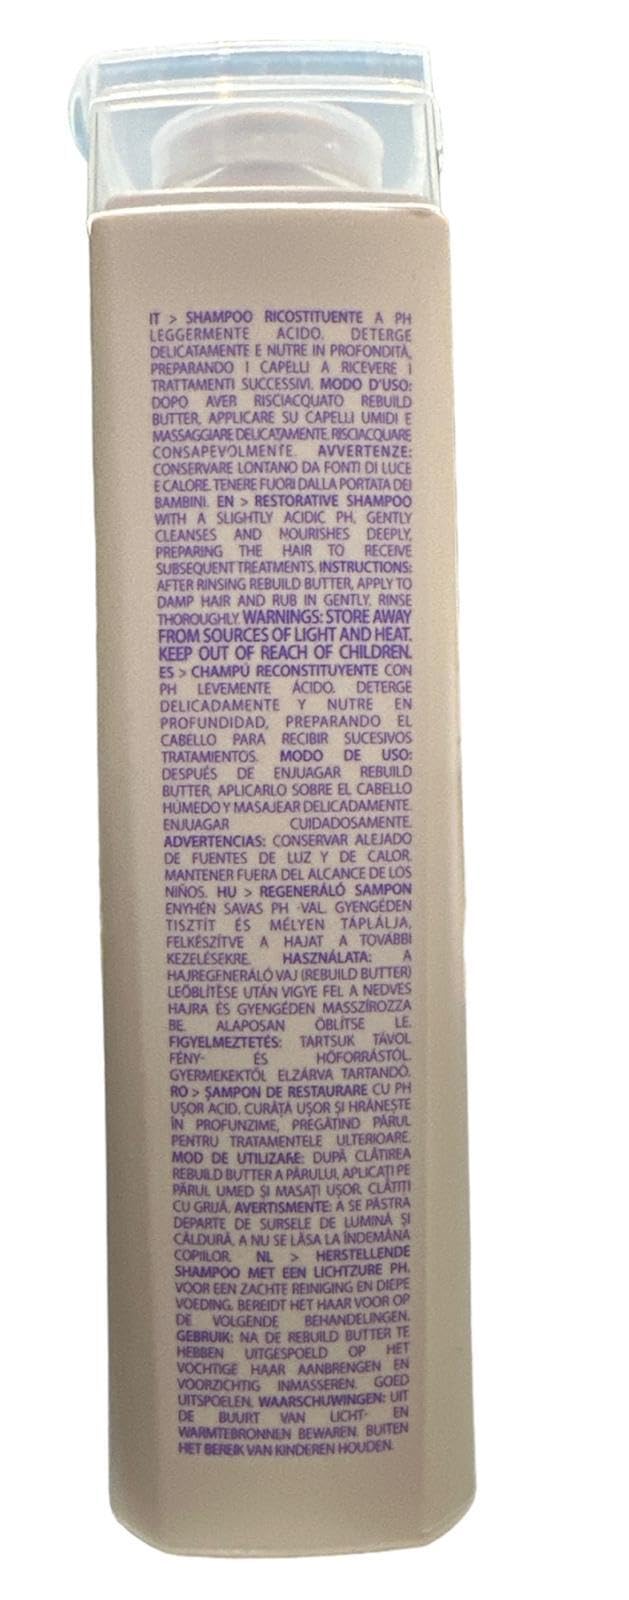 IT > SHAMPOO RICOSTITUENTE A PH
LEGGERMENTE ACIDO. DETERGE
DELICATAMENTE E NUTRE IN PROFONDITÀ,
PREPARANDO I CAPELLI A RICEVERE I
TRATTAMENTI SUCCESSIVI. MODO D'USO:
DOPO AVER RISCIACQUATO REBUILD
BUTTER, APPLICARE SU CAPELLI UMIDI E
MASSAGGIARE DELICATAMENTE. RISCIACQUARE
CONSAPEVOLMENTE. AVVERTENZE:
CONSERVARE LONTANO DA FONTI DI LUCE
E CALORE. TENERE FUORI DALLA PORTATA DEI
BAMBINI. EN > RESTORATIVE SHAMPOO
WITH A SLIGHTLY ACIDIC PH, GENTLY
CLEANSES AND NOURISHES DEEPLY,
PREPARING THE HAIR TO RECEIVE
SUBSEQUENT TREATMENTS. INSTRUCTIONS:
AFTER RINSING REBUILD BUTTER, APPLY TO
DAMP HAIR AND RUB IN GENTLY. RINSE
THOROUGHLY. WARNINGS: STORE AWAY
FROM SOURCES OF LIGHT AND HEAT.
KEEP OUT OF REACH OF CHILDREN.
ES > CHAMPÚ RECONSTITUYENTE CON
PH LEVEMENTE ÁCIDO. DETERGE
DELICADAMENTE Y NUTRE EN
PROFUNDIDAD, PREPARANDO EL
CABELLO PARA RECIBIR SUCESIVOS
TRATAMIENTOS. MODO DE USO:
DESPUÉS DE ENJUAGAR REBUILD
BUTTER, APLICARLO SOBRE EL CABELLO
HÚMEDO Y MASAJEAR DELICADAMENTE.
ENJUAGAR CUIDADOSAMENTE.
ADVERTENCIAS: CONSERVAR ALEJADO
DE FUENTES DE LUZ Y DE CALOR.
MANTENER FUERA DEL ALCANCE DE LOS
NIÑOS. HU > REGENERÁLÓ SAMPON
ENYHÉN SAVAS PH -VAL. GYENGÉDEN
TISZTÍT ÉS MÉLYEN TÁPLÁLJA,
FELKÉSZÍTVE A HAJAT A TOVÁBBI
KEZELÉSEKRE. HASZNÁLATA: A
HAJREGENERÁLÓ VAJ (REBUILD BUTTER)
LEÖBLÍTÉSE UTÁN VIGYE FEL A NEDVES
HAJRA ÉS GYENGÉDEN MASSZÍROZZA
BE. ALAPOSAN ÖBLÍTSE LE.
FIGYELMEZTETÉS: TARTSUK TÁVOL
FÉNY- ÉS HŐFORRÁSTÓL.
GYERMEKEKTŐL ELZÁRVA TARTANDÓ.
RO > ŞAMPON DE RESTAURARE CU PH
UȘOR ACID, CURĂȚĂ UȘOR ȘI HRĂNEȘTE
ÎN PROFUNZIME, PREGĂTIND PĂRUL
PENTRU TRATAMENTELE ULTERIOARE.
MOD DE UTILIZARE: DUPĂ CLĂTIREA
REBUILD BUTTER A PĂRULUI, APLICAȚI PE
PĂRUL UMED ȘI MASAȚI UȘOR. CLĂTIȚI
CU GRIJĂ. AVERTISMENTE: A SE PĂSTRA
DEPARTE DE SURSELE DE LUMINĂ ȘI
CĂLDURĂ. A NU SE LĂSA LA ÎNDEMÂNA
COPIILOR. NL > HERSTELLENDE
SHAMPOO MET EEN LICHTZURE PH,
VOOR EEN ZACHTE REINIGING EN DIEPE
VOEDING. BEREIDT HET HAAR VOOR OP
DE VOLGENDE BEHANDELINGEN.
GEBRUIK: NA DE REBUILD BUTTER TE
HEBBEN UITGESPOELD OP HET
VOCHTIGE HAAR AANBRENGEN EN
VOORZICHTIG INMASSEREN. GOED
UITSPOELEN. WAARSCHUWINGEN: UIT
DE BUURT VAN LICHT- EN
WARMTEBRONNEN BEWAREN. BUITEN
HET BEREIK VAN KINDEREN HOUDEN.